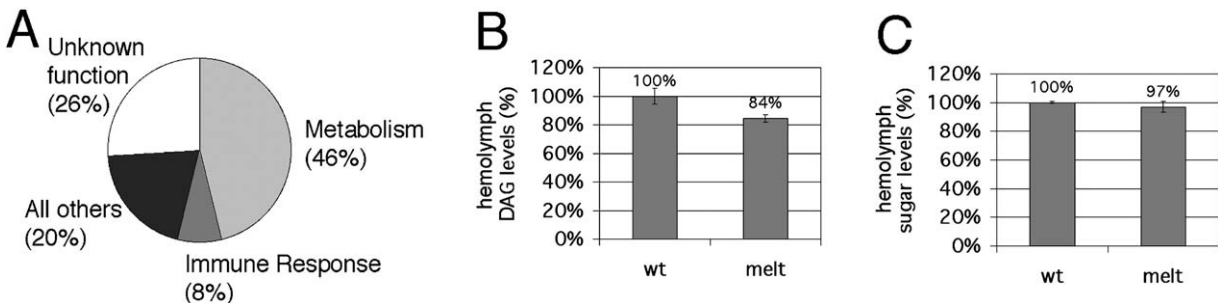 A
Unknown
function
(26%)
Metabolism
(46%)
All others
(20%)
Immune Response
(8%)
B
hemolymph
DAG levels (%)
120%
100%
80%
60%
40%
20%
0%
100%
84%
wt
melt
C
hemolymph
sugar levels (%)
120%
100%
80%
60%
40%
20%
0%
100%
97%
wt
melt